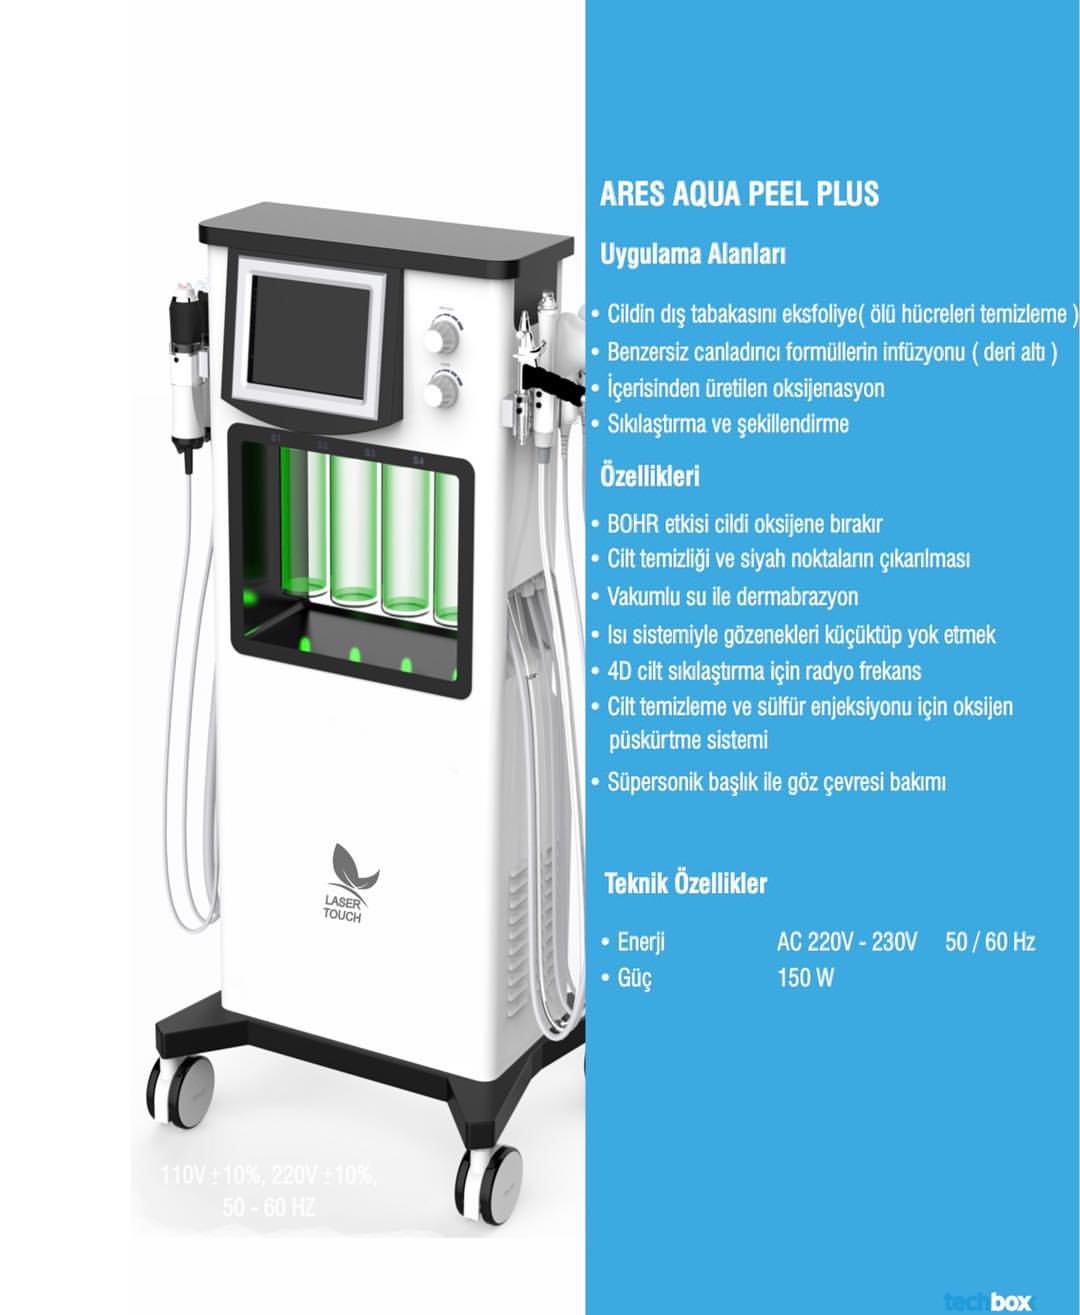 ARES AQUA PEEL PLUS
Uygulama Alanları
• Cildin dış tabakasını eksfoliye( ölü hücreleri temizleme )
• Benzersiz canladırıcı formüllerin infüzyonu ( deri altı )
• İçerisinden üretilen oksijenasyon
• Sıkılaştırma ve şekillendirme
Özellikleri
• BOHR etkisi cildi oksijene bırakır
• Cilt temizliği ve siyah noktaların çıkarılması
• Vakumlu su ile dermabrazyon
• Isı sistemiyle gözenekleri küçüktüp yok etmek
• 4D cilt sıkılaştırma için radyo frekans
• Cilt temizleme ve sülfür enjeksiyonu için oksijen
püskürtme sistemi
• Süpersonik başlık ile göz çevresi bakımı
Teknik Özellikler
• Enerji AC 220V - 230V 50 / 60 Hz
• Güç 150 W
S1 S2 S3 S4
LASER
TOUCH
110V ±10%, 220V ±10%,
50 - 60 HZ
techbox